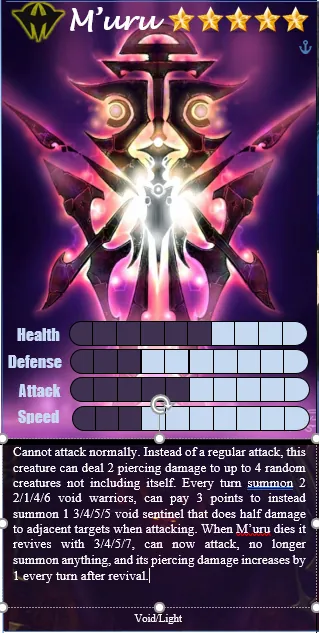 M'uru
Health
Defense
Attack
Speed
Cannot attack normally. Instead of a regular attack, this
creature can deal 2 piercing damage to up to 4 random
creatures not including itself. Every turn summon 2
2/1/4/6 void warriors, can pay 3 points to instead
summon 1 3/4/5/5 void sentinel that does half damage
to adjacent targets when attacking. When M'uru dies it
revives with 3/4/5/7, can now attack, no longer
summon anything, and its piercing damage increases by
1 every turn after revival.
Void/Light